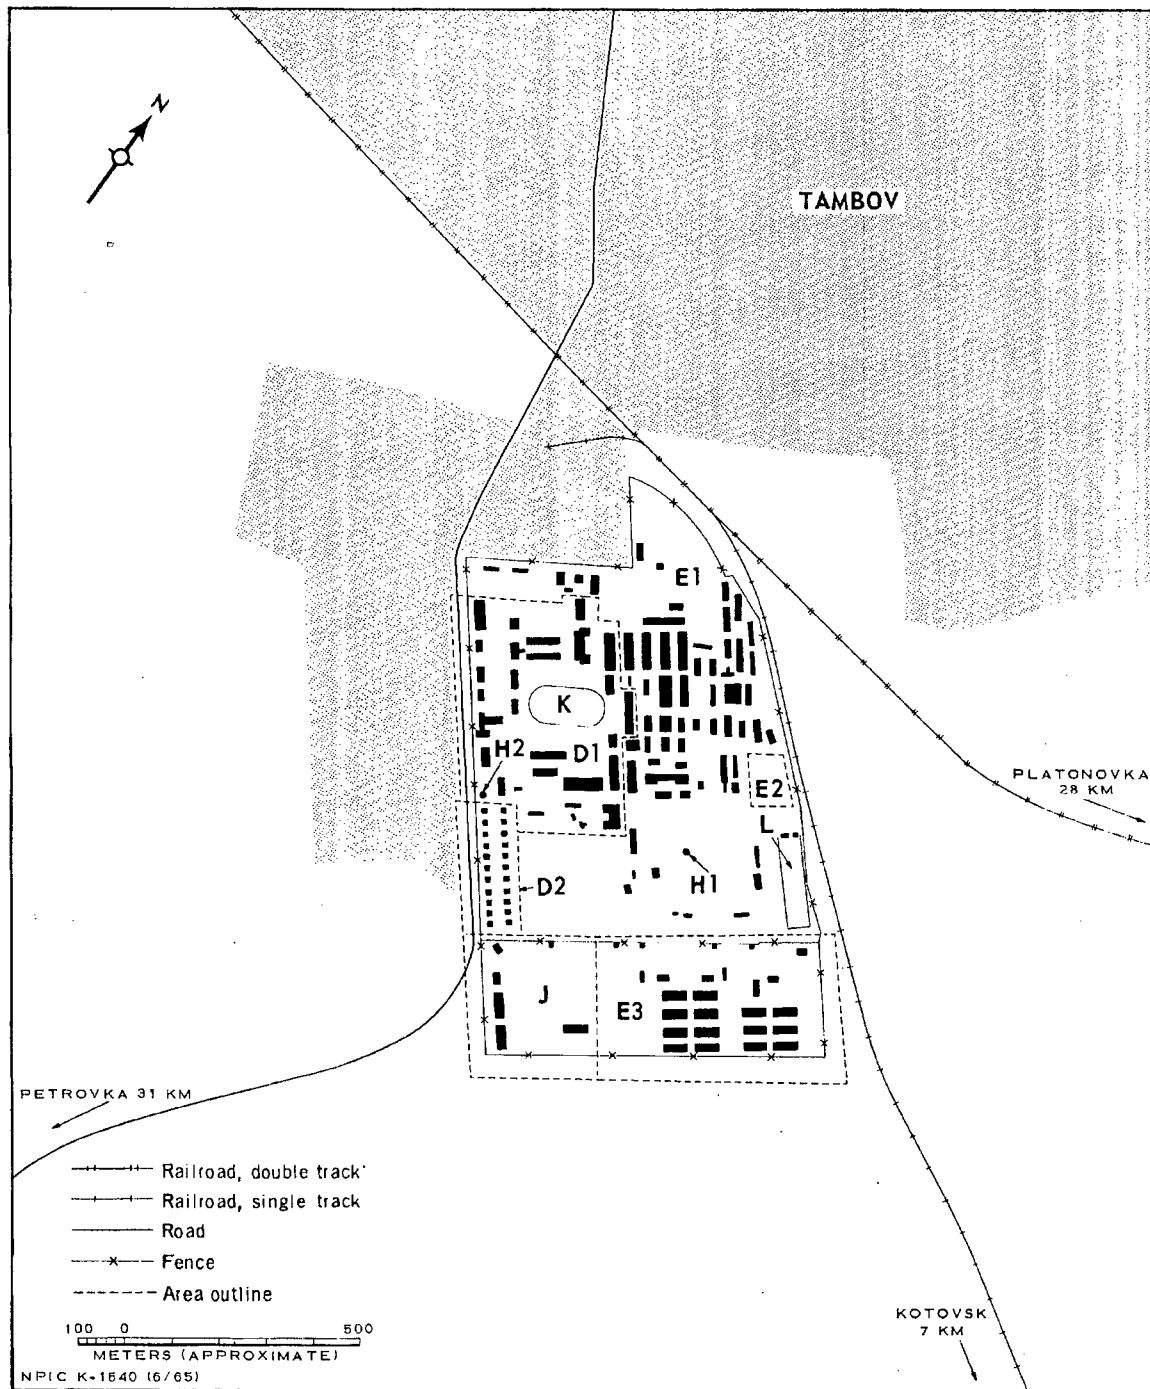 N
TAMBOV
E1
K
H2
D1
E2
PLATONOVKA
28 KM
L
D2
H1
J
E3
PETROVKA 31 KM
Railroad, double track
Railroad, single track
Road
Fence
Area outline
KOTOVSK
7 KM
100 0 500
METERS (APPROXIMATE)
NPIC K-1640 (6/65)